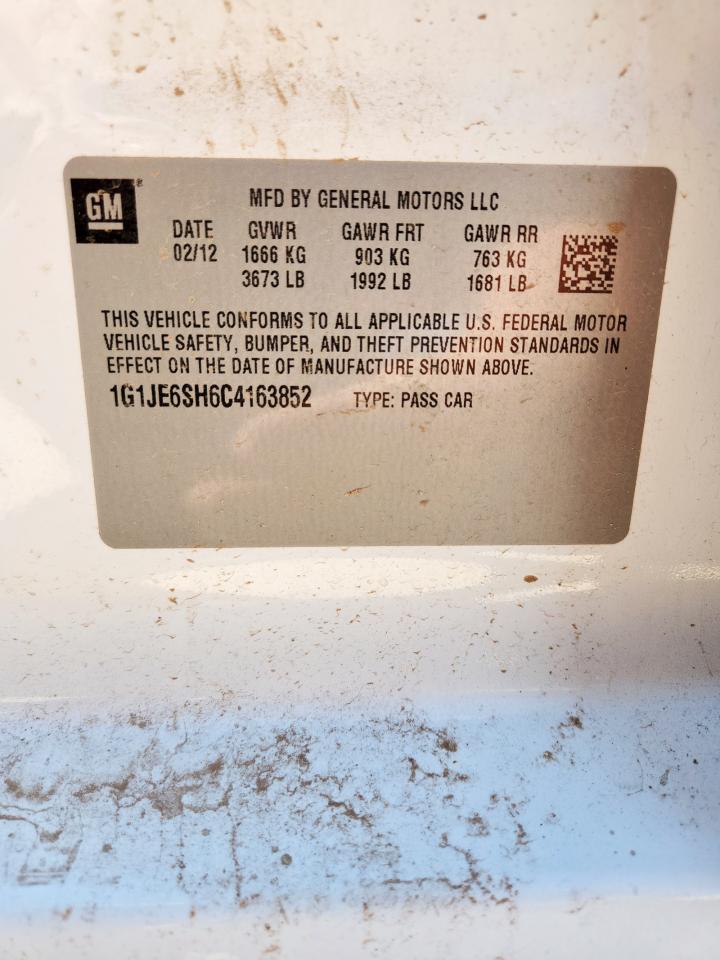 GM
MFD BY GENERAL MOTORS LLC
DATE GVWR GAWR FRT GAWR RR
02/12 1666 KG 903 KG 763 KG
3673 LB 1992 LB 1681 LB
THIS VEHICLE CONFORMS TO ALL APPLICABLE U.S. FEDERAL MOTOR
VEHICLE SAFETY, BUMPER, AND THEFT PREVENTION STANDARDS IN
EFFECT ON THE DATE OF MANUFACTURE SHOWN ABOVE.
1G1JE6SH6C4163852 TYPE: PASS CAR